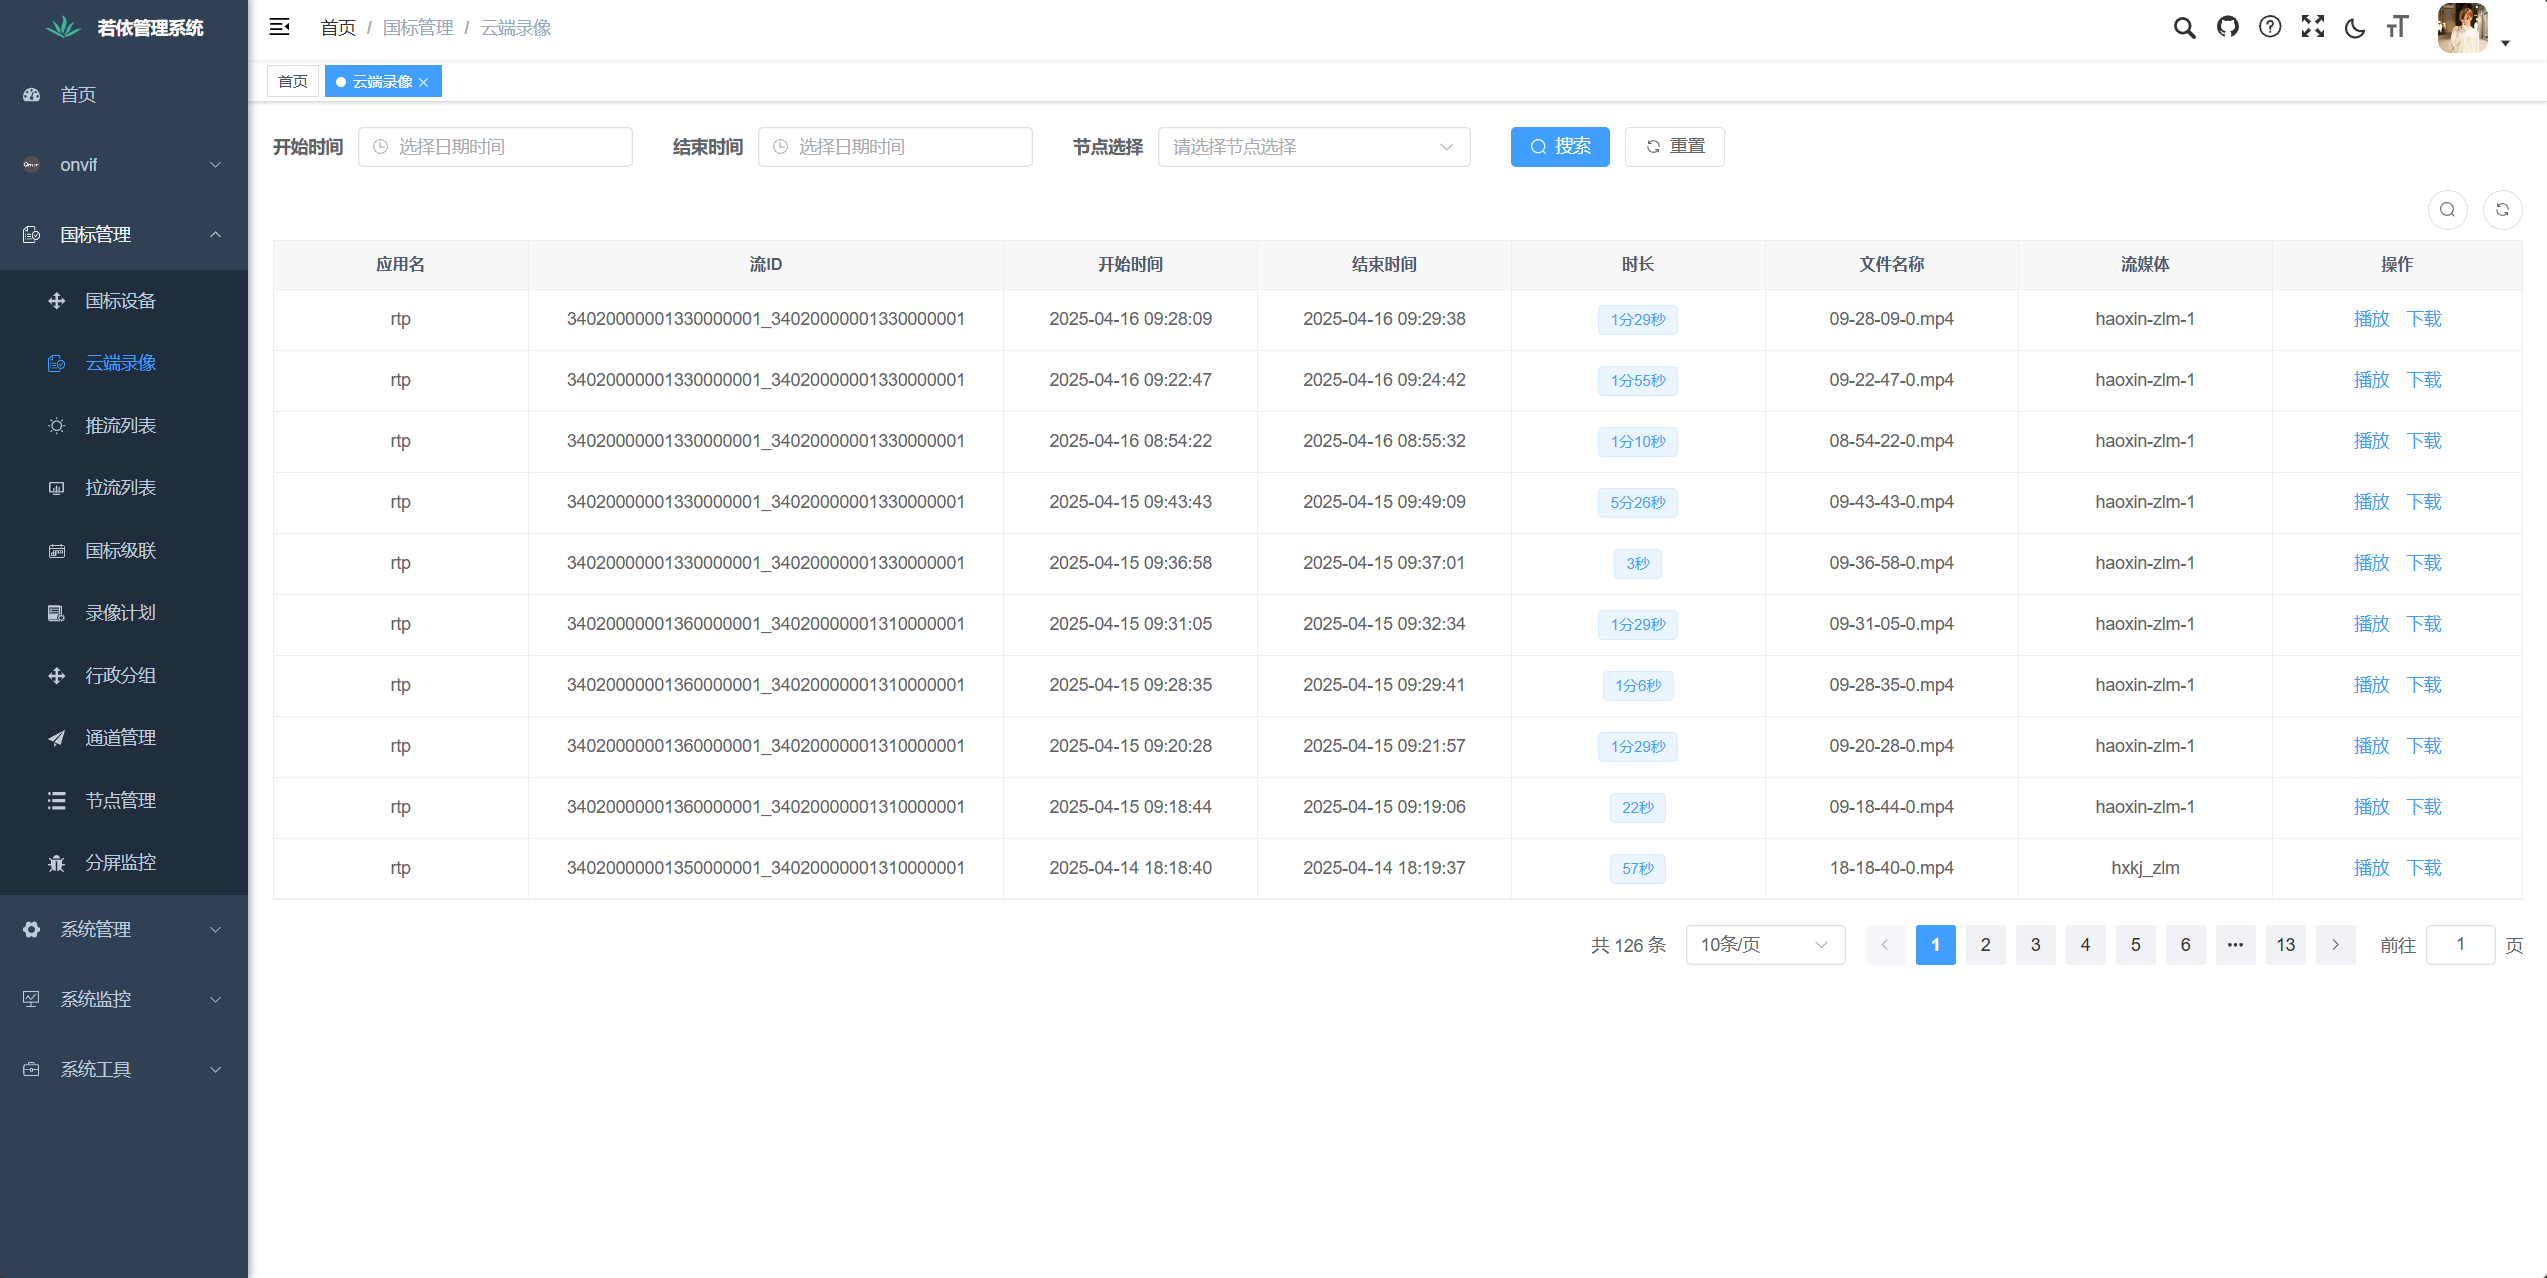 若依管理系统
首页
onvif
国标管理
国标设备
云端录像
推流列表
拉流列表
国标级联
录像计划
行政分组
通道管理
节点管理
分屏监控
系统管理
系统监控
系统工具
首页 / 国标管理 / 云端录像
首页 云端录像
开始时间 选择日期时间 结束时间 选择日期时间 节点选择 请选择节点选择 搜索 重置
应用名 流ID 开始时间 结束时间 时长 文件名称 流媒体 操作
rtp 34020000001330000001_34020000001330000001 2025-04-16 09:28:09 2025-04-16 09:29:38 1分29秒 09-28-09-0.mp4 haoxin-zlm-1 播放 下载
rtp 34020000001330000001_34020000001330000001 2025-04-16 09:22:47 2025-04-16 09:24:42 1分55秒 09-22-47-0.mp4 haoxin-zlm-1 播放 下载
rtp 34020000001330000001_34020000001330000001 2025-04-16 08:54:22 2025-04-16 08:55:32 1分10秒 08-54-22-0.mp4 haoxin-zlm-1 播放 下载
rtp 34020000001330000001_34020000001330000001 2025-04-15 09:43:43 2025-04-15 09:49:09 5分26秒 09-43-43-0.mp4 haoxin-zlm-1 播放 下载
rtp 34020000001330000001_34020000001330000001 2025-04-15 09:36:58 2025-04-15 09:37:01 3秒 09-36-58-0.mp4 haoxin-zlm-1 播放 下载
rtp 34020000001360000001_34020000001310000001 2025-04-15 09:31:05 2025-04-15 09:32:34 1分29秒 09-31-05-0.mp4 haoxin-zlm-1 播放 下载
rtp 34020000001360000001_34020000001310000001 2025-04-15 09:28:35 2025-04-15 09:29:41 1分6秒 09-28-35-0.mp4 haoxin-zlm-1 播放 下载
rtp 34020000001360000001_34020000001310000001 2025-04-15 09:20:28 2025-04-15 09:21:57 1分29秒 09-20-28-0.mp4 haoxin-zlm-1 播放 下载
rtp 34020000001360000001_34020000001310000001 2025-04-15 09:18:44 2025-04-15 09:19:06 22秒 09-18-44-0.mp4 haoxin-zlm-1 播放 下载
rtp 34020000001350000001_34020000001310000001 2025-04-14 18:18:40 2025-04-14 18:19:37 57秒 18-18-40-0.mp4 hxkj_zlm 播放 下载
共 126 条 10条/页 1 2 3 4 5 6 ••• 13 前往 1 页